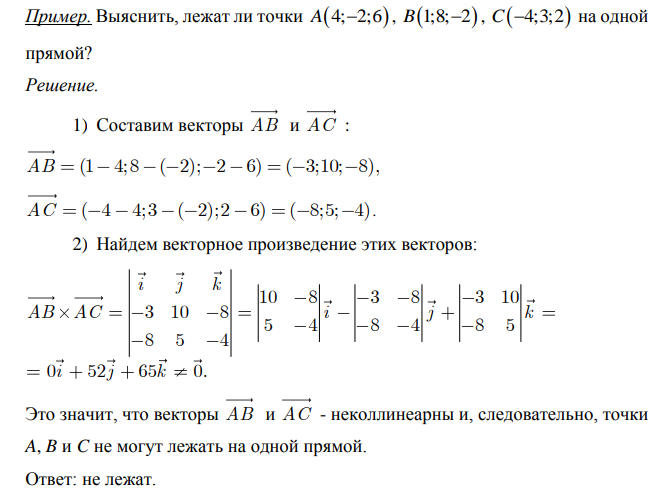 Пример. Выяснить, лежат ли точки A(4;−2;6), B(1;8;−2), C(−4;3;2) на одной
прямой?
Решение.
1) Составим векторы $\overrightarrow{AB}$ и $\overrightarrow{AC}$ :
$\overrightarrow{AB} = (1-4; 8-(-2); -2-6) = (-3; 10; -8),$
$\overrightarrow{AC} = (-4-4; 3-(-2); 2-6) = (-8; 5; -4).$
2) Найдем векторное произведение этих векторов:
$\overrightarrow{AB} \times \overrightarrow{AC} = \begin{vmatrix} \vec{i} & \vec{j} & \vec{k} \\ -3 & 10 & -8 \\ -8 & 5 & -4 \end{vmatrix} = \begin{vmatrix} 10 & -8 \\ 5 & -4 \end{vmatrix}\vec{i} - \begin{vmatrix} -3 & -8 \\ -8 & -4 \end{vmatrix}\vec{j} + \begin{vmatrix} -3 & 10 \\ -8 & 5 \end{vmatrix}\vec{k} =$
$= 0\vec{i} + 52\vec{j} + 65\vec{k} \neq \vec{0}.$
Это значит, что векторы $\overrightarrow{AB}$ и $\overrightarrow{AC}$ - неколлинеарны и, следовательно, точки
A, B и C не могут лежать на одной прямой.
Ответ: не лежат.